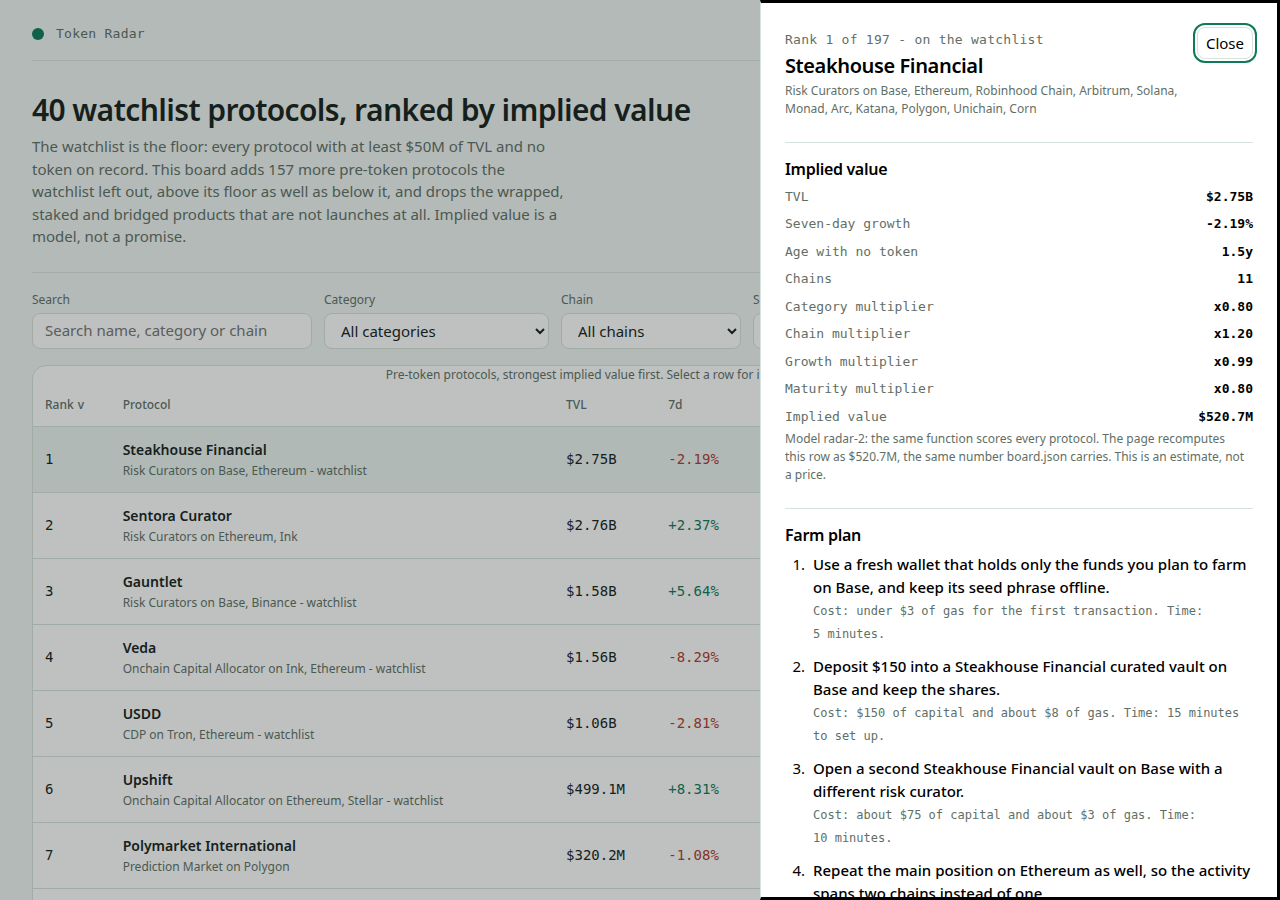 Token Radar
40 watchlist protocols, ranked by implied value
The watchlist is the floor: every protocol with at least $50M of TVL and no
token on record. This board adds 157 more pre-token protocols the
watchlist left out, above its floor as well as below it, and drops the wrapped,
staked and bridged products that are not launches at all. Implied value is a
model, not a promise.
Search
Category
Chain
S
Search name, category or chain
All categories
All chains
Pre-token protocols, strongest implied value first. Select a row for i
Rank v
Protocol
TVL
7d
1
Steakhouse Financial
Risk Curators on Base, Ethereum - watchlist
$2.75B
-2.19%
2
Sentora Curator
Risk Curators on Ethereum, Ink
$2.76B
+2.37%
3
Gauntlet
Risk Curators on Base, Binance - watchlist
$1.58B
+5.64%
4
Veda
Onchain Capital Allocator on Ink, Ethereum - watchlist
$1.56B
-8.29%
5
USDD
CDP on Tron, Ethereum - watchlist
$1.06B
-2.81%
6
Upshift
Onchain Capital Allocator on Ethereum, Stellar - watchlist
$499.1M
+8.31%
7
Polymarket International
Prediction Market on Polygon
$320.2M
-1.08%
Rank 1 of 197 - on the watchlist
Close
Steakhouse Financial
Risk Curators on Base, Ethereum, Robinhood Chain, Arbitrum, Solana,
Monad, Arc, Katana, Polygon, Unichain, Corn
Implied value
TVL $2.75B
Seven-day growth -2.19%
Age with no token 1.5y
Chains 11
Category multiplier x0.80
Chain multiplier x1.20
Growth multiplier x0.99
Maturity multiplier x0.80
Implied value $520.7M
Model radar-2: the same function scores every protocol. The page recomputes
this row as $520.7M, the same number board.json carries. This is an estimate, not
a price.
Farm plan
1. Use a fresh wallet that holds only the funds you plan to farm
on Base, and keep its seed phrase offline.
Cost: under $3 of gas for the first transaction. Time:
5 minutes.
2. Deposit $150 into a Steakhouse Financial curated vault on
Base and keep the shares.
Cost: $150 of capital and about $8 of gas. Time: 15 minutes
to set up.
3. Open a second Steakhouse Financial vault on Base with a
different risk curator.
Cost: about $75 of capital and about $3 of gas. Time:
10 minutes.
4. Repeat the main position on Ethereum as well, so the activity
spans two chains instead of one.